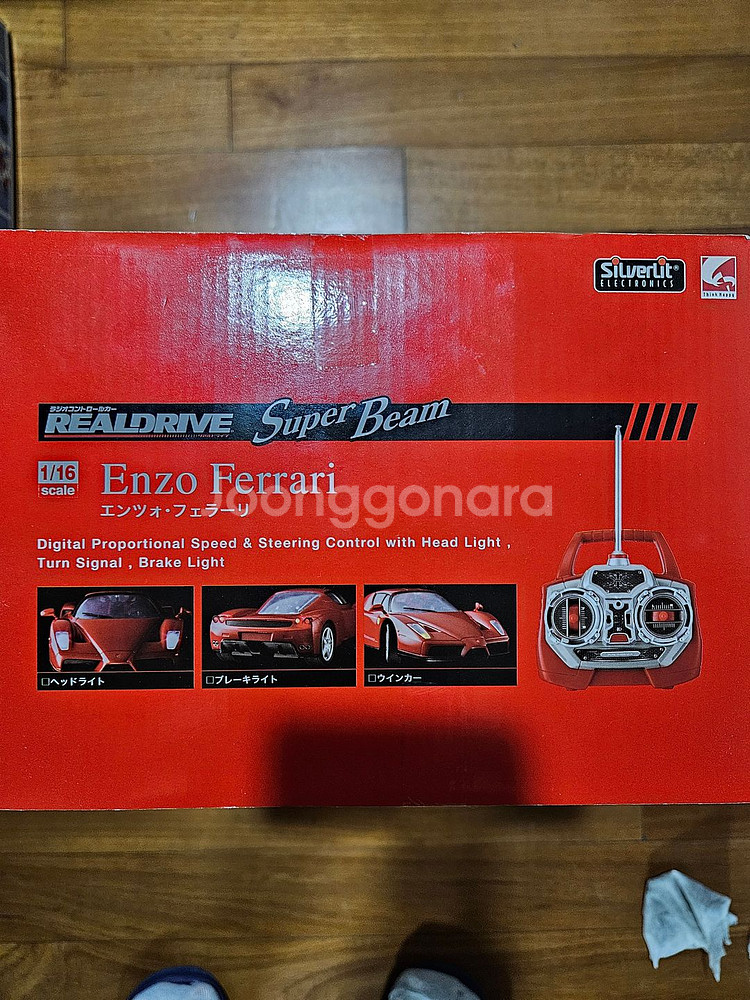 Silverlit®
ELECTRONICS
Think Happy
ラジオコントロールカー
REALDRIVE Super Beam
1/16
scale
Enzo Ferrari
エンツォ・フェラーリ
Joonggonara
Digital Proportional Speed & Steering Control with Head Light ,
Turn Signal , Brake Light
□ヘッドライト
□ブレーキライト
□ウインカー